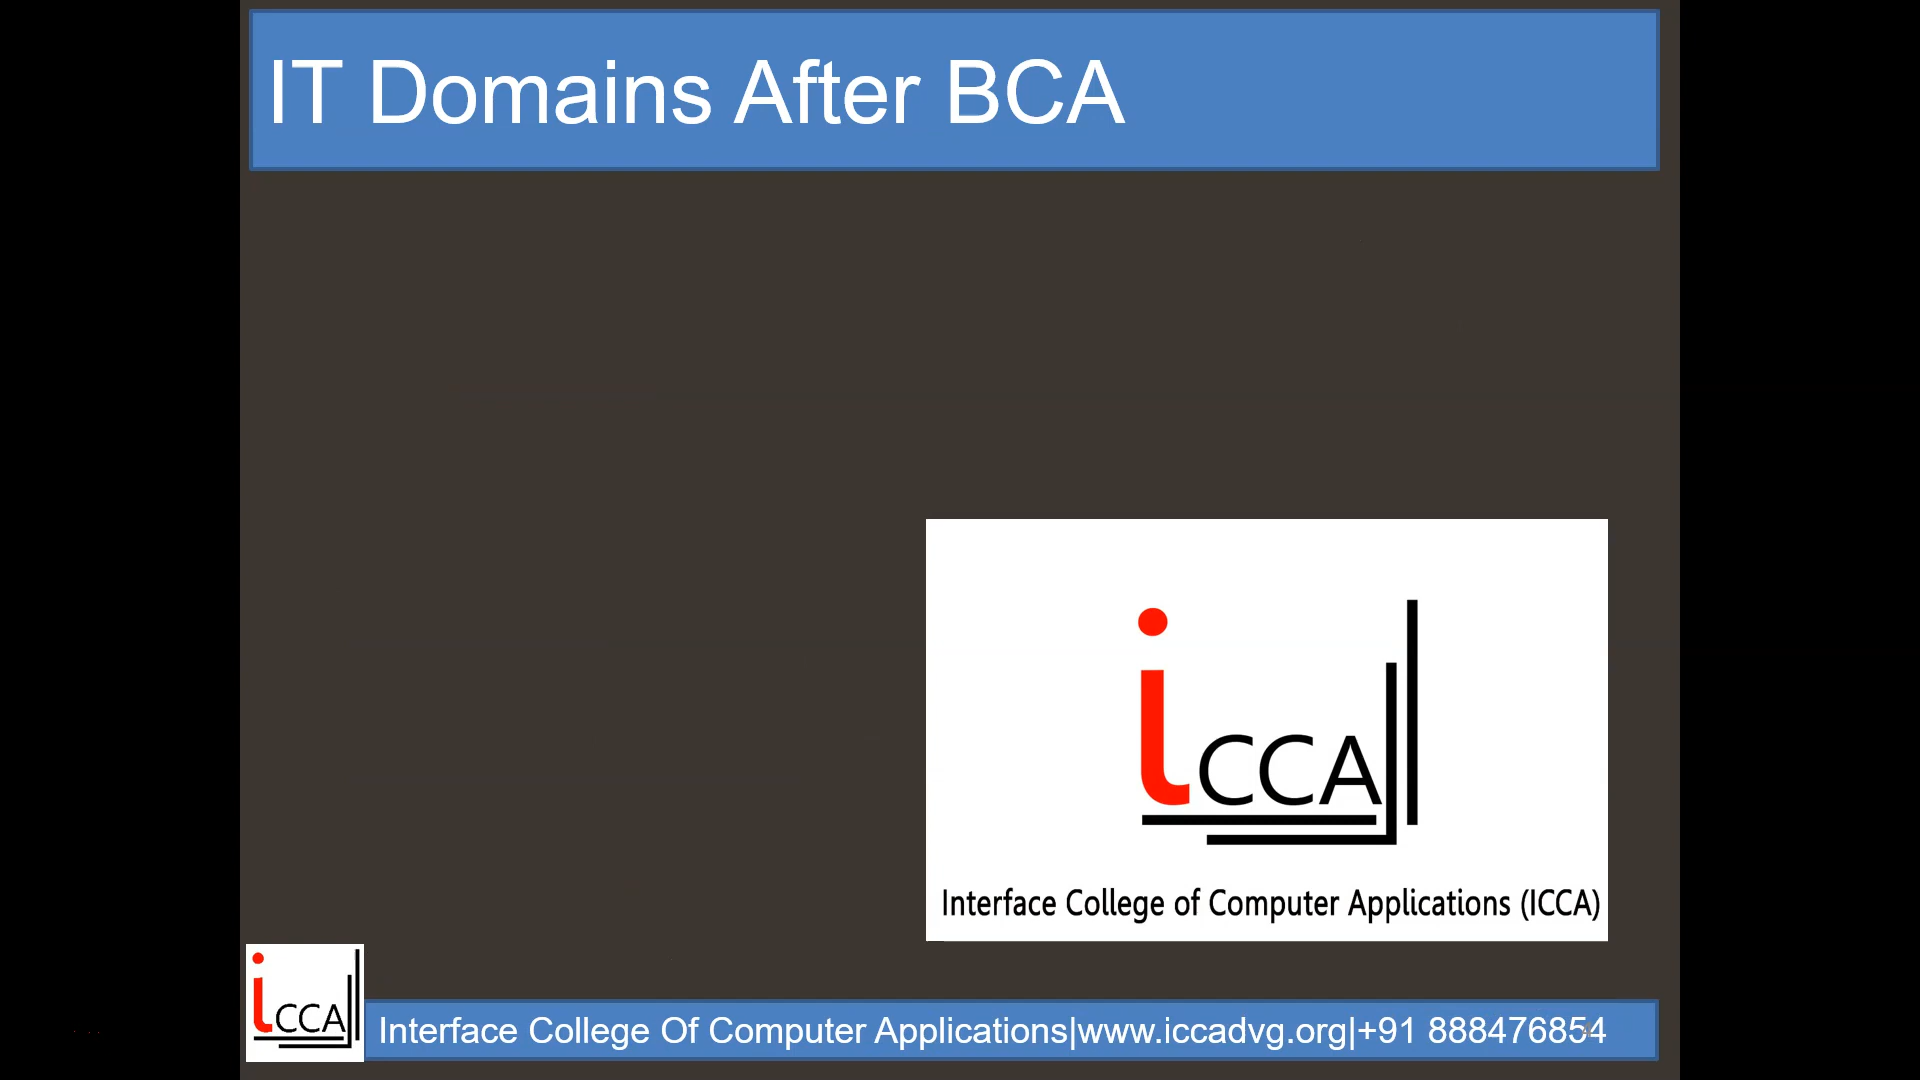 IT Domains After BCA
iCCA
Interface College of Computer Applications (ICCA)
iCCA
Interface College Of Computer Applications|www.iccadvg.org|+91 888476854